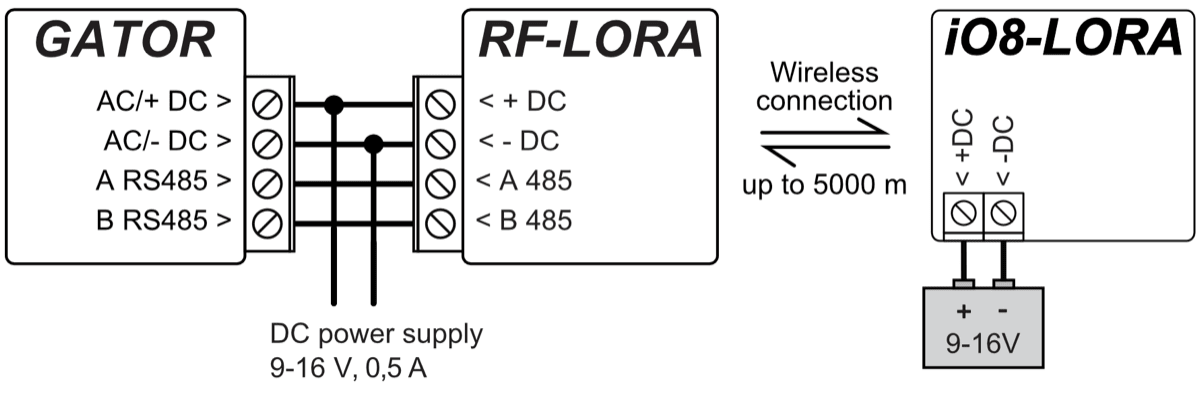 GATOR
AC/+ DC >
AC/- DC >
A RS485 >
B RS485 >
RF-LORA
< + DC
< - DC
< A 485
< B 485
DC power supply
9-16 V, 0,5 A
Wireless
connection
up to 5000 m
iO8-LORA
< +DC
< -DC
+ -
9-16V